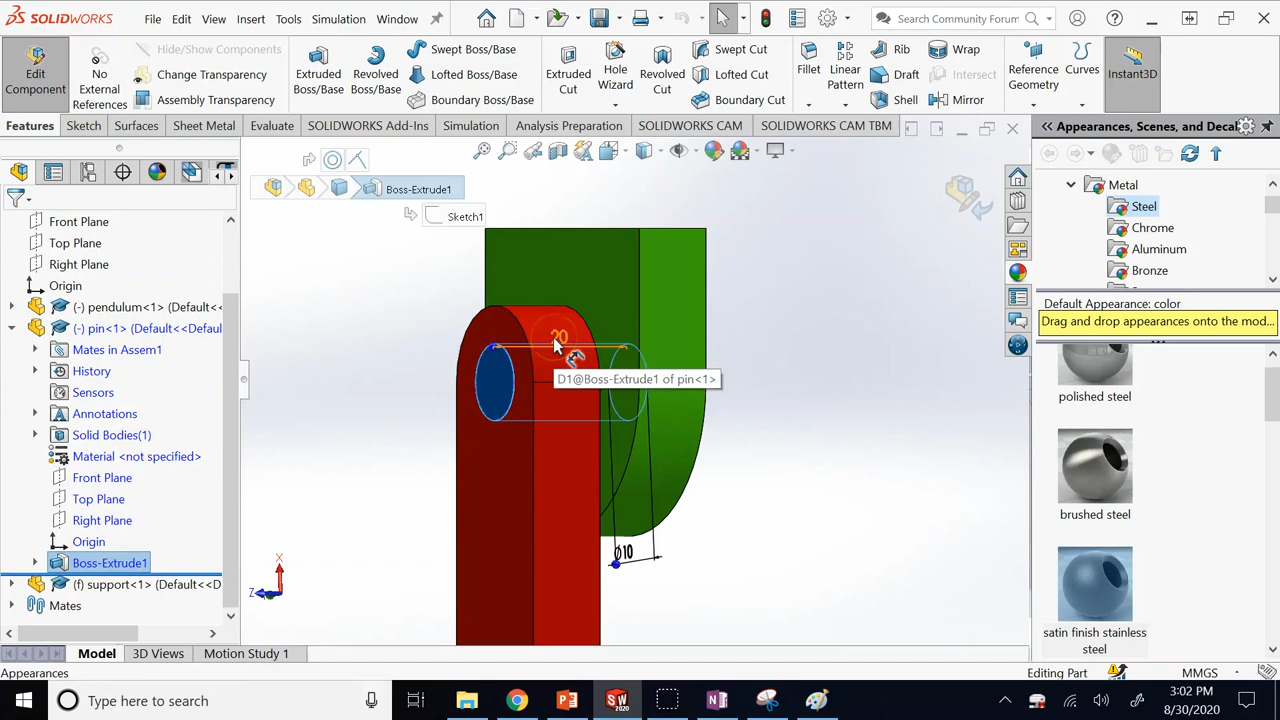 SOLIDWORKS File Edit View Insert Tools Simulation Window Search Community Forum
Edit Component
No External References
Hide/Show Components
Change Transparency
Assembly Transparency
Extruded Boss/Base
Revolved Boss/Base
Swept Boss/Base
Lofted Boss/Base
Boundary Boss/Base
Extruded Cut
Hole Wizard
Revolved Cut
Swept Cut
Lofted Cut
Boundary Cut
Fillet
Linear Pattern
Rib
Draft
Shell
Wrap
Intersect
Mirror
Reference Geometry
Curves
Instant3D
Features Sketch Surfaces Sheet Metal Evaluate SOLIDWORKS Add-Ins Simulation Analysis Preparation SOLIDWORKS CAM SOLIDWORKS CAM TBM
Appearances, Scenes, and Decal
Boss-Extrude1
Sketch1
Front Plane
Top Plane
Right Plane
Origin
(-) pendulum<1> (Default<<
(-) pin<1> (Default<<Defaul
Mates in Assem1
History
Sensors
Annotations
Solid Bodies(1)
Material <not specified>
Front Plane
Top Plane
Right Plane
Origin
Boss-Extrude1
(f) support<1> (Default<<D
Mates
20
D1@Boss-Extrude1 of pin<1>
ϕ10
X
Z
Metal
Steel
Chrome
Aluminum
Bronze
Default Appearance: color
Drag and drop appearances onto the mod...
polished steel
brushed steel
satin finish stainless steel
Model 3D Views Motion Study 1
Appearances Editing Part MMGS
Type here to search
SW 2020
3:02 PM
8/30/2020